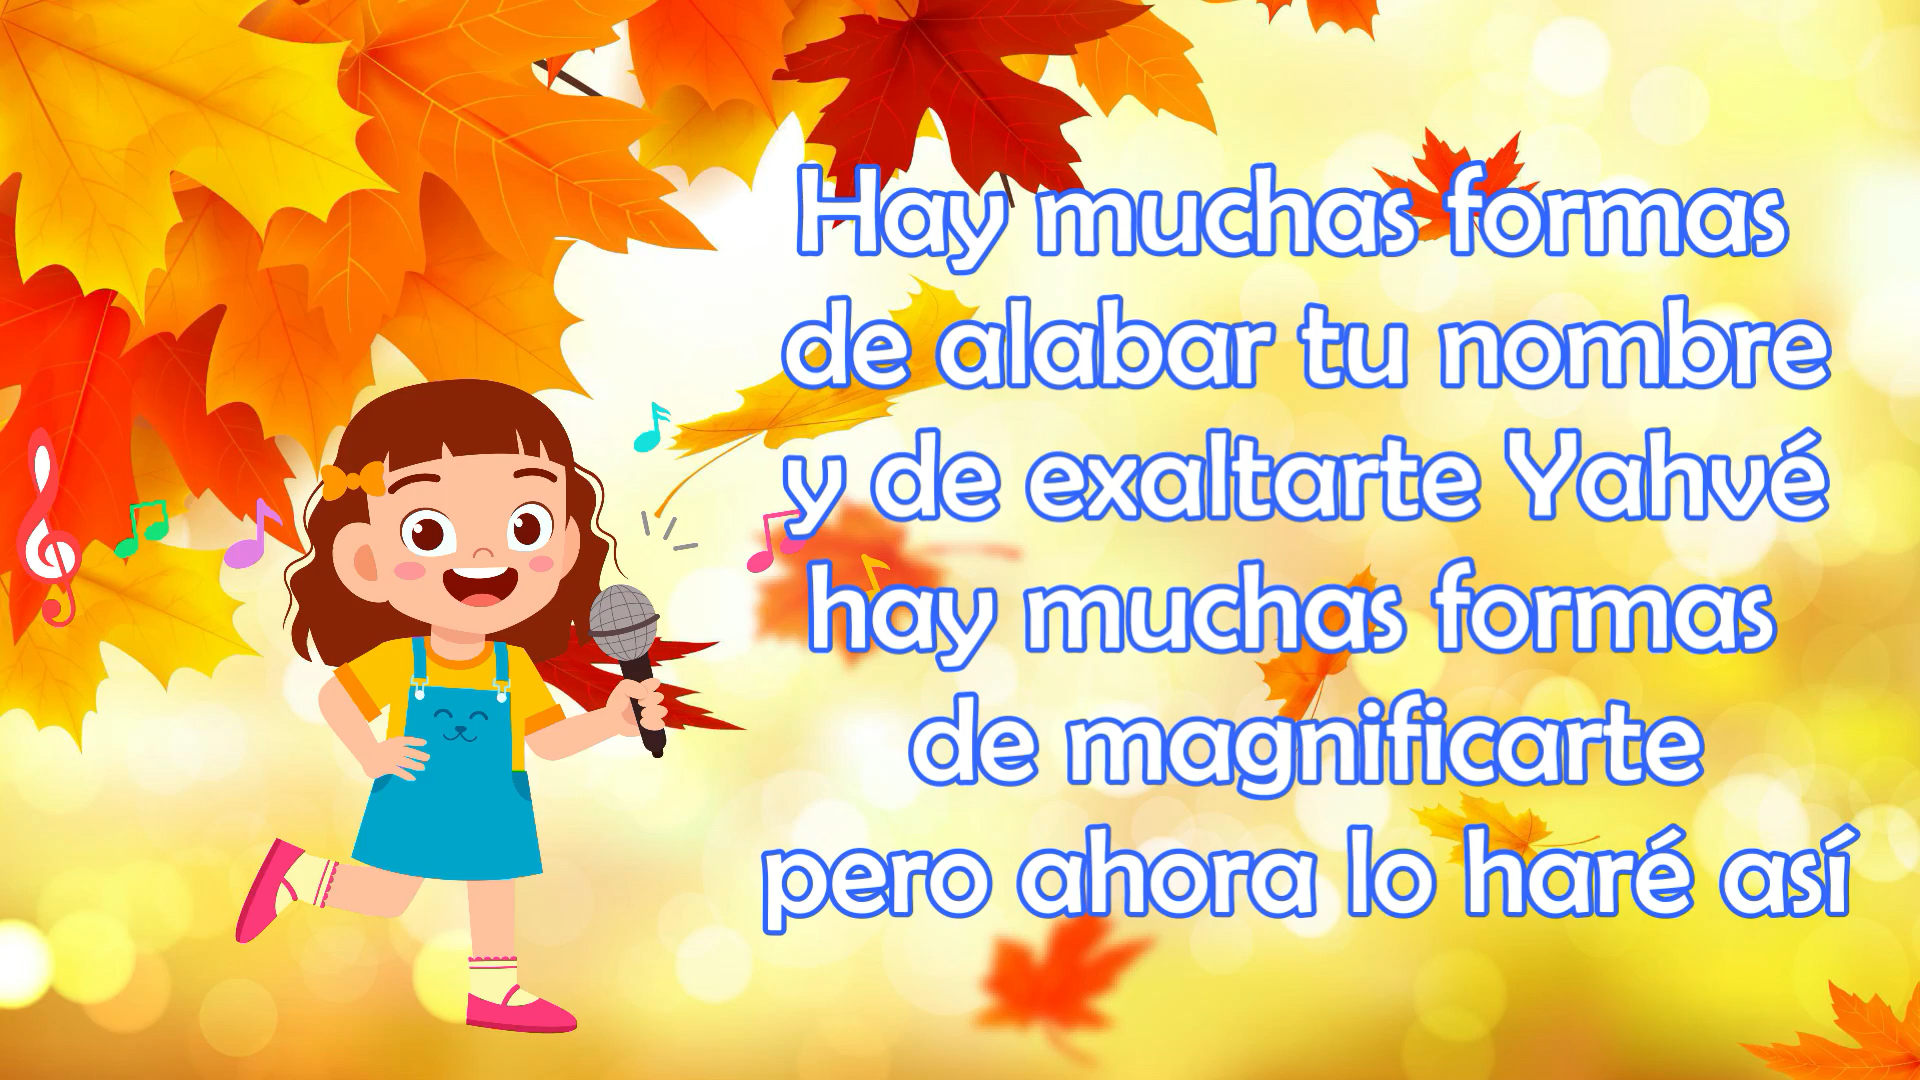 Hay muchas formas
de alabar tu nombre
y de exaltarte Yahvé
hay muchas formas
de magnificarte
pero ahora lo haré así